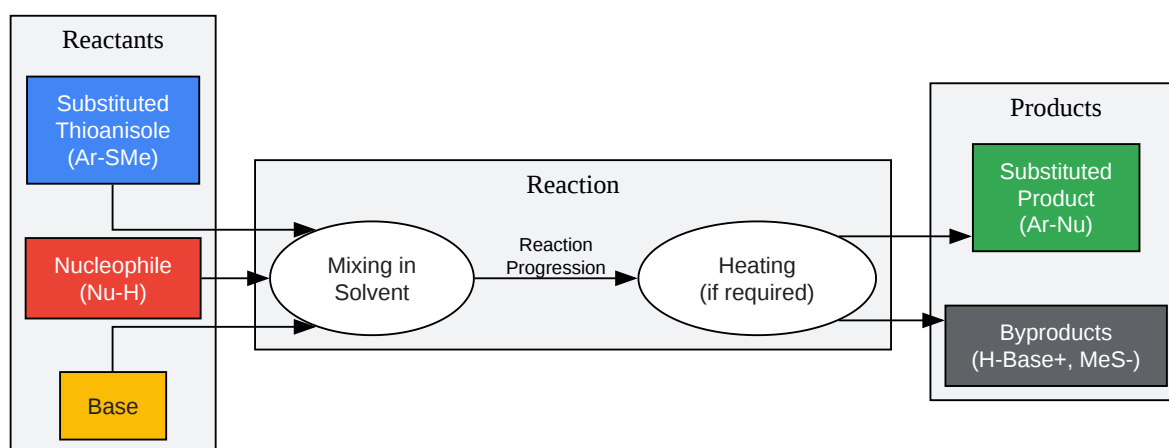 Reactants
Substituted
Thioanisole
(Ar-SMe)
Nucleophile
(Nu-H)
Base
Reaction
Mixing in
Solvent
Reaction
Progression
Heating
(if required)
Products
Substituted
Product
(Ar-Nu)
Byproducts
(H-Base+, MeS-)